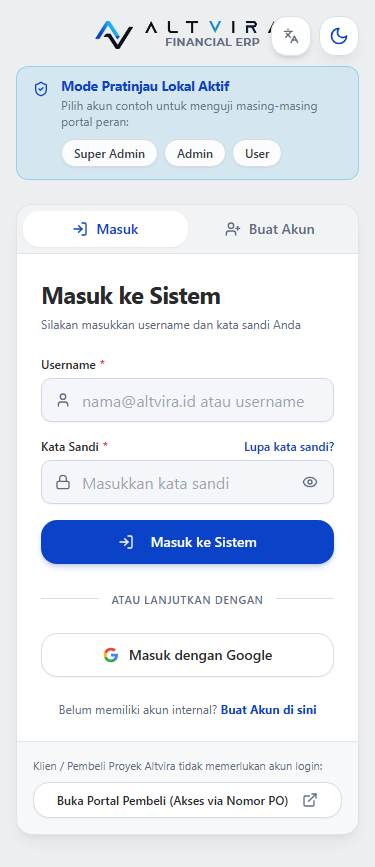 ALTVIRA
FINANCIAL ERP
Mode Pratinjau Lokal Aktif
Pilih akun contoh untuk menguji masing-masing
portal peran:
Super Admin Admin User
Masuk Buat Akun
Masuk ke Sistem
Silakan masukkan username dan kata sandi Anda
Username *
nama@altvira.id atau username
Kata Sandi * Lupa kata sandi?
Masukkan kata sandi
Masuk ke Sistem
ATAU LANJUTKAN DENGAN
Masuk dengan Google
Belum memiliki akun internal? Buat Akun di sini
Klien / Pembeli Proyek Altvira tidak memerlukan akun login:
Buka Portal Pembeli (Akses via Nomor PO)